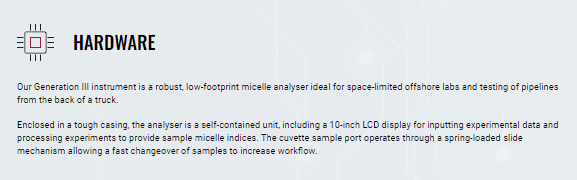 HARDWARE
Our Generation III instrument is a robust, low-footprint micelle analyser ideal for space-limited offshore labs and testing of pipelines
from the back of a truck.
Enclosed in a tough casing, the analyser is a self-contained unit, including a 10-inch LCD display for inputting experimental data and
processing experiments to provide sample micelle indices. The cuvette sample port operates through a spring-loaded slide
mechanism allowing a fast changeover of samples to increase workflow.